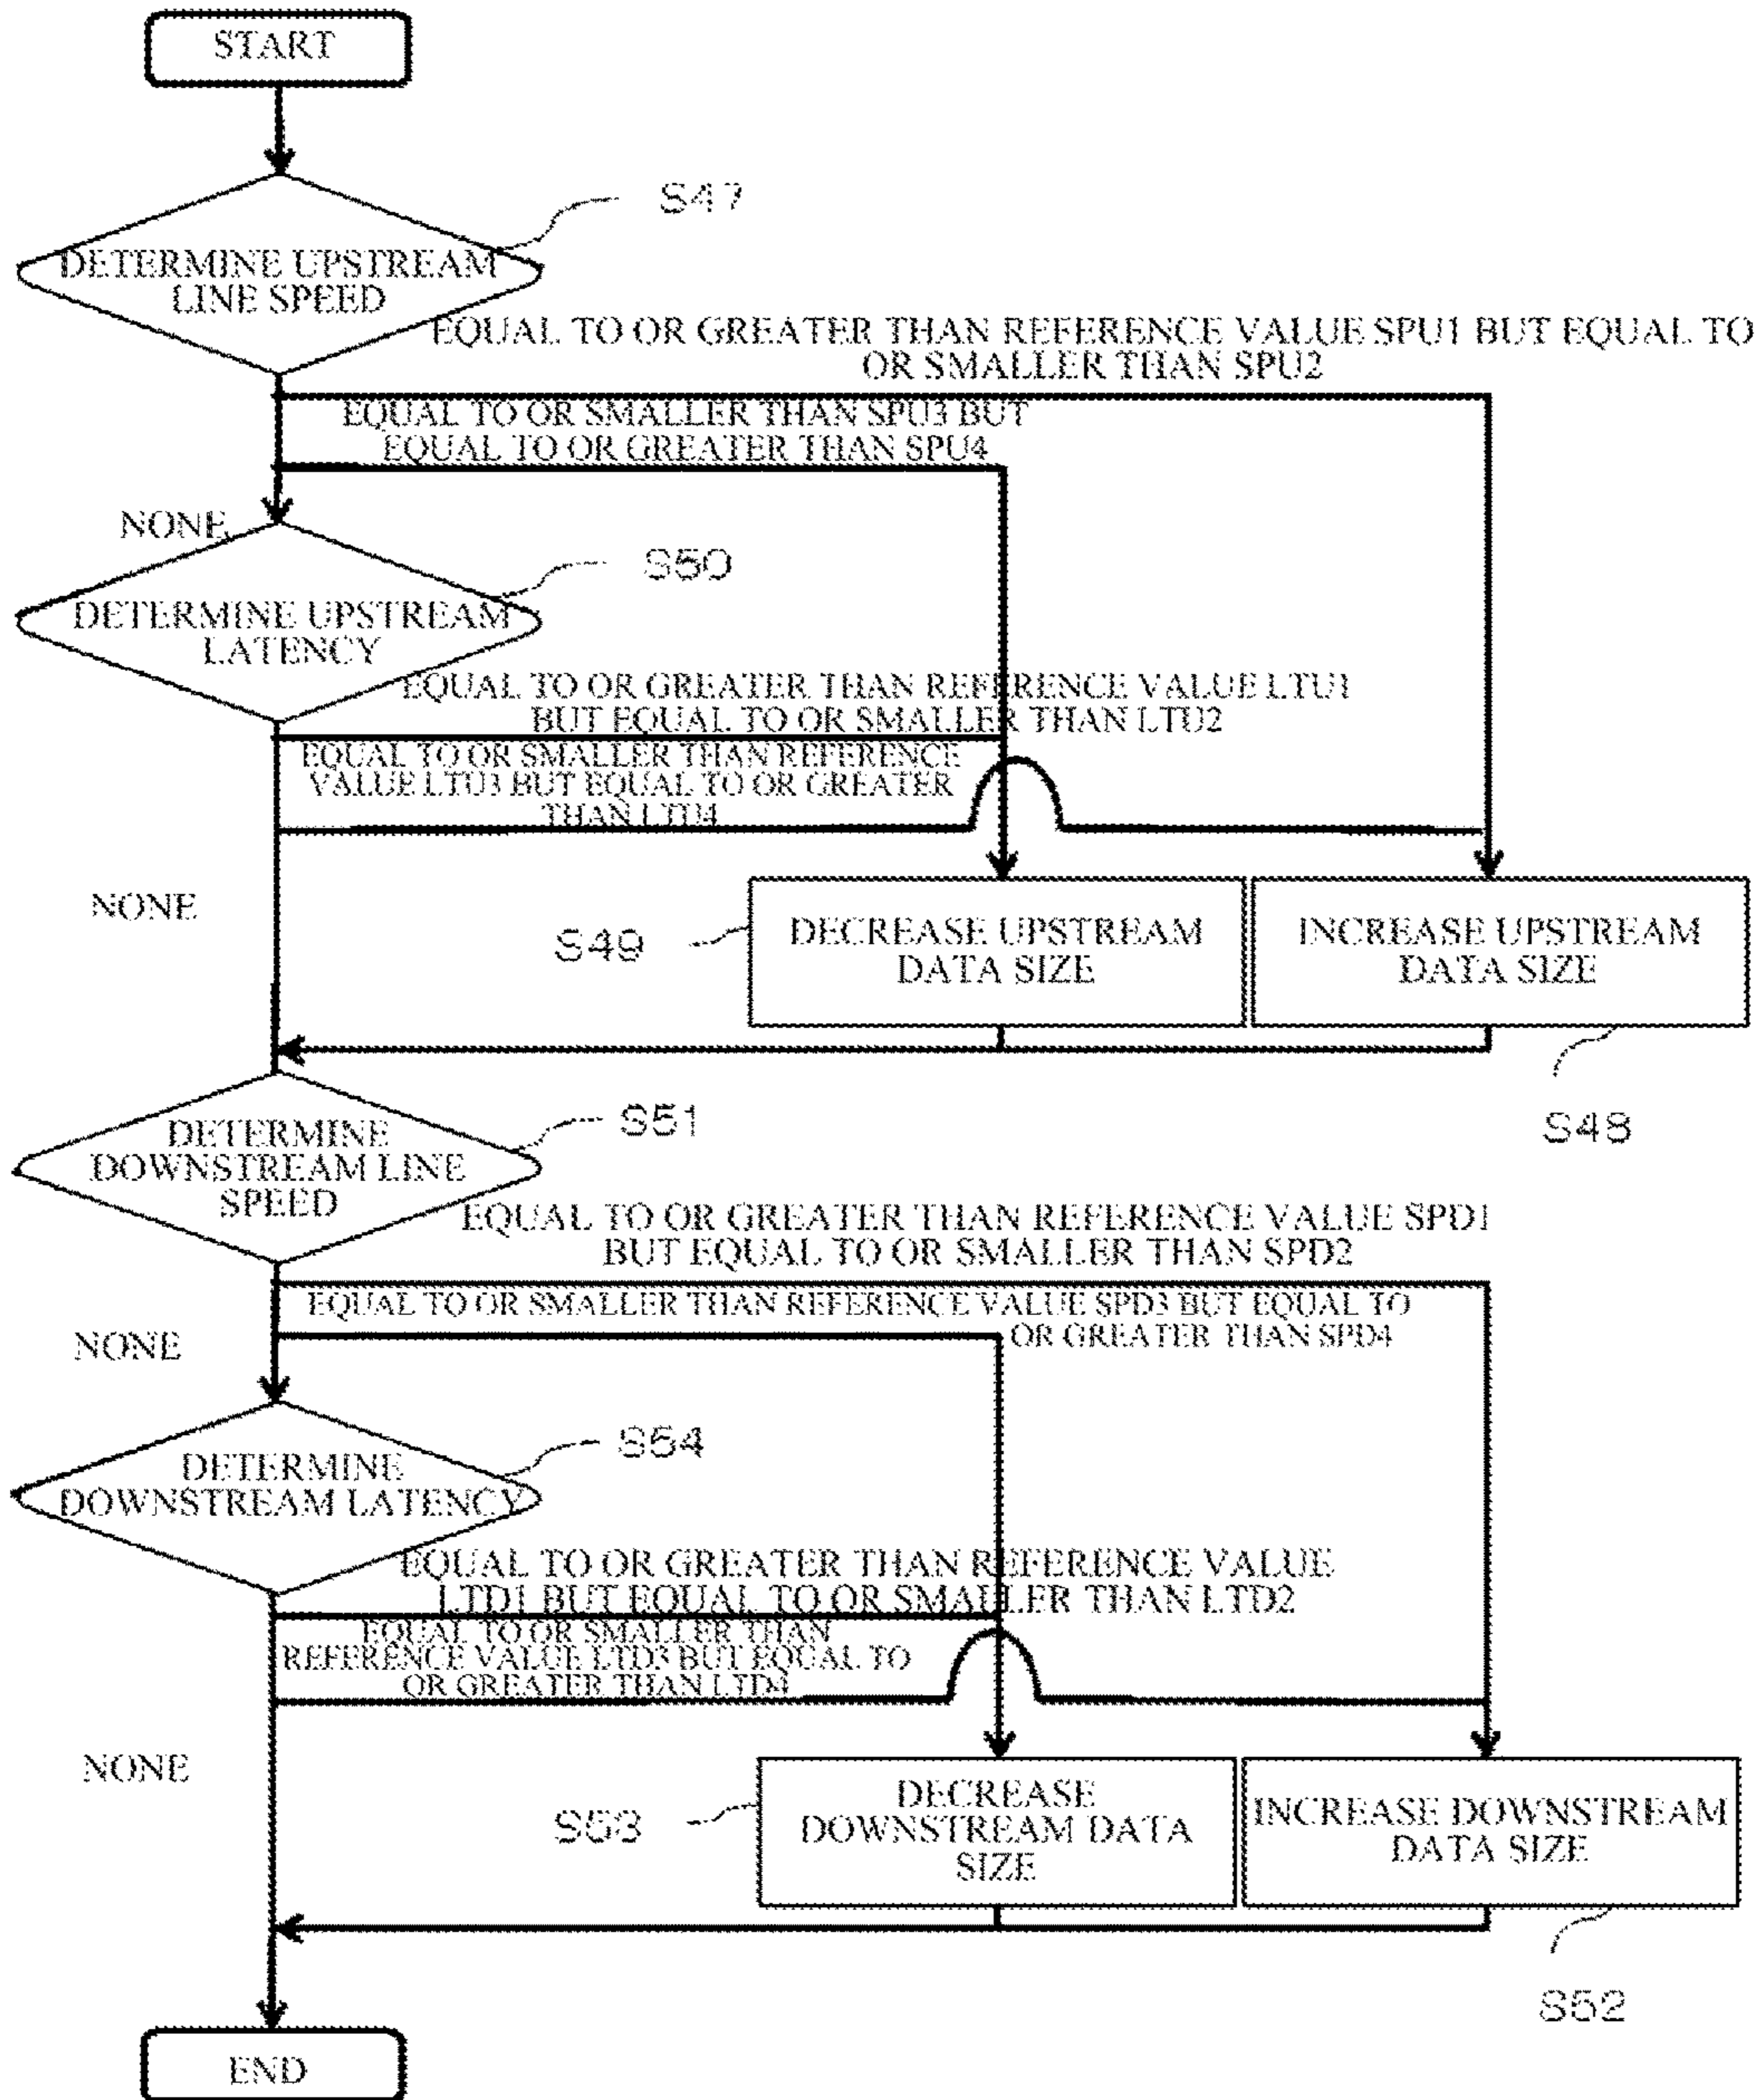 START
S47
DETERMINE UPSTREAM
LINE SPEED
EQUAL TO OR GREATER THAN REFERENCE VALUE SPU1 BUT EQUAL TO
OR SMALLER THAN SPU2
EQUAL TO OR SMALLER THAN SPU3 BUT
EQUAL TO OR GREATER THAN SPU4
NONE
S50
DETERMINE UPSTREAM
LATENCY
EQUAL TO OR GREATER THAN REFERENCE VALUE LTU1
BUT EQUAL TO OR SMALLER THAN LTU2
EQUAL TO OR SMALLER THAN REFERENCE
VALUE LTU3 BUT EQUAL TO OR GREATER
THAN LTU4
NONE
S49
DECREASE UPSTREAM
DATA SIZE
INCREASE UPSTREAM
DATA SIZE
S48
S51
DETERMINE
DOWNSTREAM LINE
SPEED
EQUAL TO OR GREATER THAN REFERENCE VALUE SPD1
BUT EQUAL TO OR SMALLER THAN SPD2
EQUAL TO OR SMALLER THAN REFERENCE VALUE SPD3 BUT EQUAL TO
OR GREATER THAN SPD4
NONE
S54
DETERMINE
DOWNSTREAM LATENCY
EQUAL TO OR GREATER THAN REFERENCE VALUE
LTD1 BUT EQUAL TO OR SMALLER THAN LTD2
EQUAL TO OR SMALLER THAN
REFERENCE VALUE LTD3 BUT EQUAL TO
OR GREATER THAN LTD4
NONE
S53
DECREASE
DOWNSTREAM DATA
SIZE
INCREASE DOWNSTREAM
DATA SIZE
S52
END